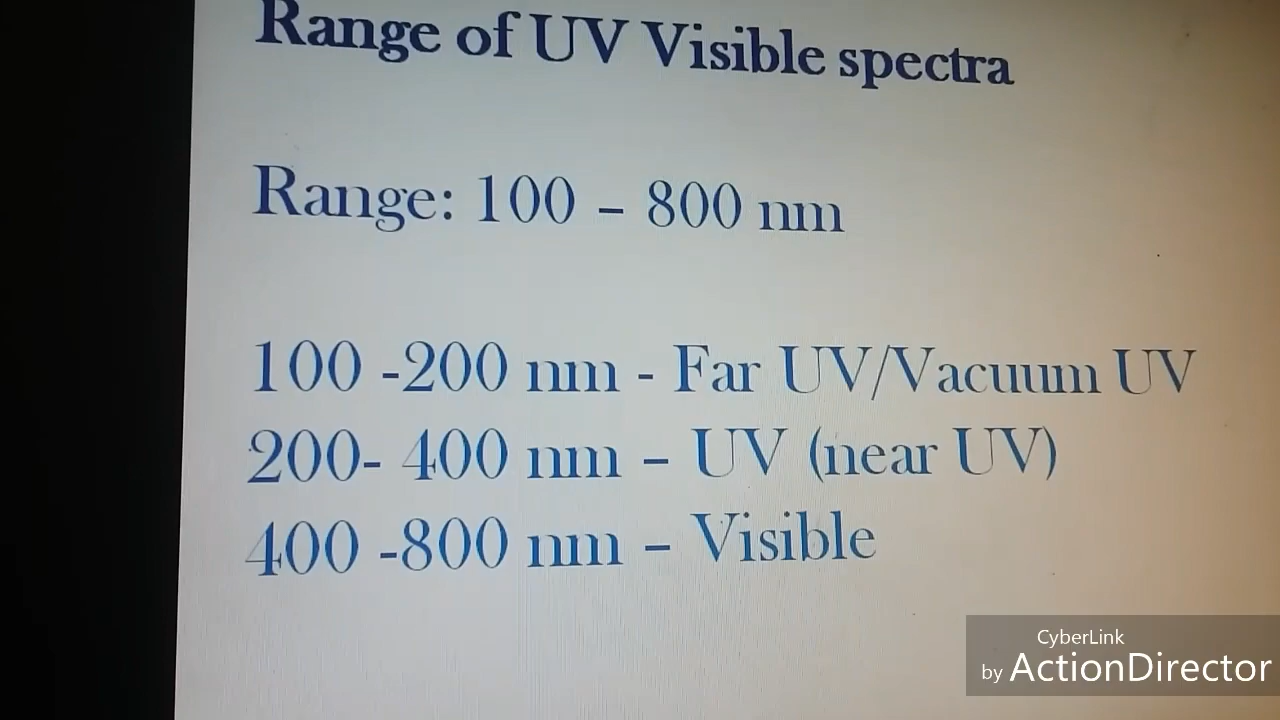 Range of UV Visible spectra
Range: 100 – 800 nm
100 -200 nm - Far UV/Vacuum UV
200- 400 nm – UV (near UV)
400 -800 nm – Visible
CyberLink
by ActionDirector